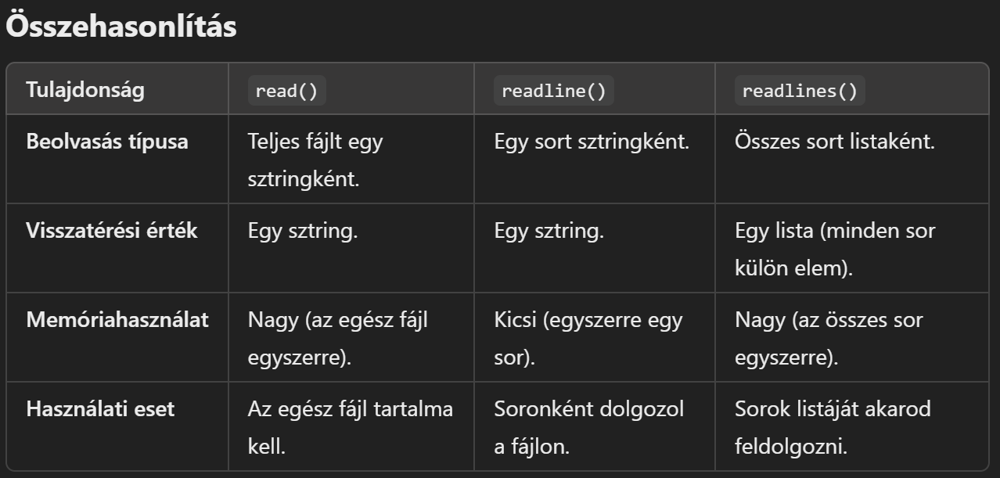 Összehasonlítás
Tulajdonság read() readline() readlines()
Beolvasás típusa Teljes fájlt egy Egy sort sztringként. Összes sort listaként.
sztringként.
Visszatérési érték Egy sztring. Egy sztring. Egy lista (minden sor
külön elem).
Memóriahasználat Nagy (az egész fájl Kicsi (egyszerre egy Nagy (az összes sor
egyszerre). sor). egyszerre).
Használati eset Az egész fájl tartalma Soronként dolgozol Sorok listáját akarod
kell. a fájlon. feldolgozni.